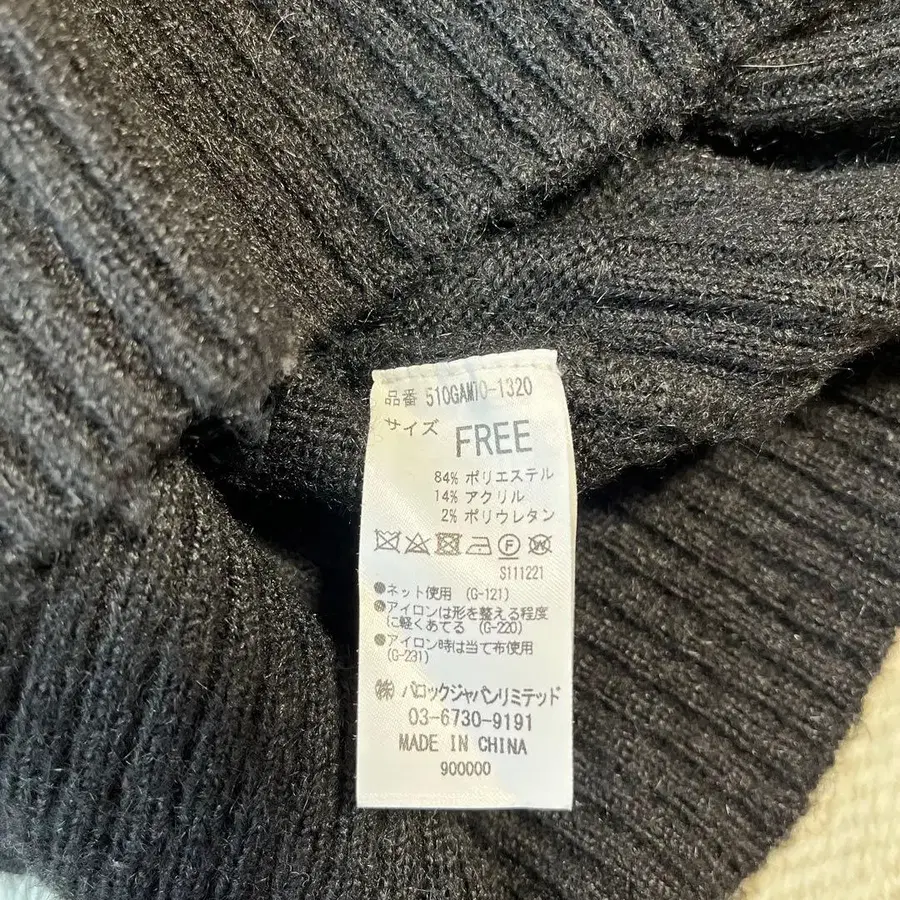 品番 510GAM10-1320
サイズ FREE
84% ポリエステル
14% アクリル
2% ポリウレタン
F W
S111221
●ネット使用 (G-121)
●アイロンは形を整える程度
に軽くあてる (G-220)
●アイロン時は当て布使用
(G-231)
㈱ バロックジャパンリミテッド
03-6730-9191
MADE IN CHINA
900000